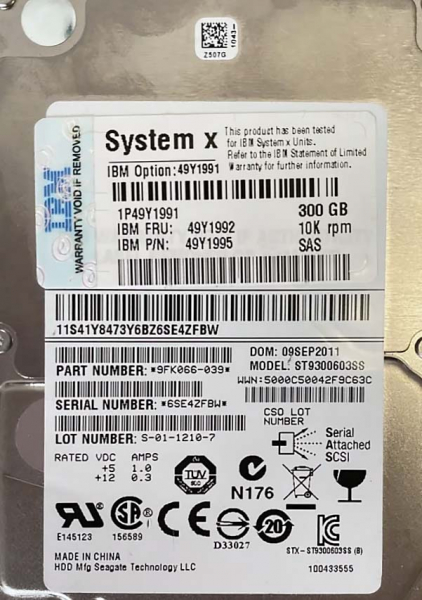 1043-
Z507G
IBM
WARRANTY VOID IF REMOVED
System x
This product has been tested
for IBM System x Units.
Refer to the IBM Statement of Limited
Warranty for further information.
IBM Option:49Y1991
1P49Y1991
300 GB
IBM FRU: 49Y1992
10K rpm
IBM P/N: 49Y1995
SAS
11S41Y8473Y6BZ6SE4ZFBW
DOM: 09SEP2011
PART NUMBER: *9FK066-039*
MODEL: ST9300603SS
WWN:5000C50042F9C63C
SERIAL NUMBER: *6SE4ZFBW*
CSO LOT
NUMBER
LOT NUMBER: S-01-1210-7
Serial
Attached
SCSI
RATED VDC AMPS
+5 1.0
+12 0.3
TUV
N176
E145123
156589
D33027
20
STX - ST9300603SS (B)
MADE IN CHINA
HDD Mfg Seagate Technology LLC
100433555